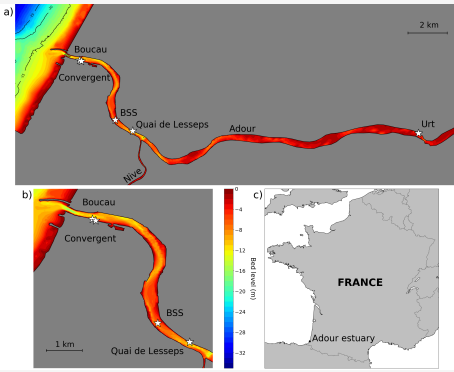 a)
2 km
Boucau
Convergent
BSS
Quai de Lesseps
Adour
Urt
Nive
b)
Boucau
Convergent
BSS
Quai de Lesseps
1 km
0
−4
−8
−12
−16
−20
−24
−28
−32
Bed level (m)
c)
FRANCE
Adour estuary